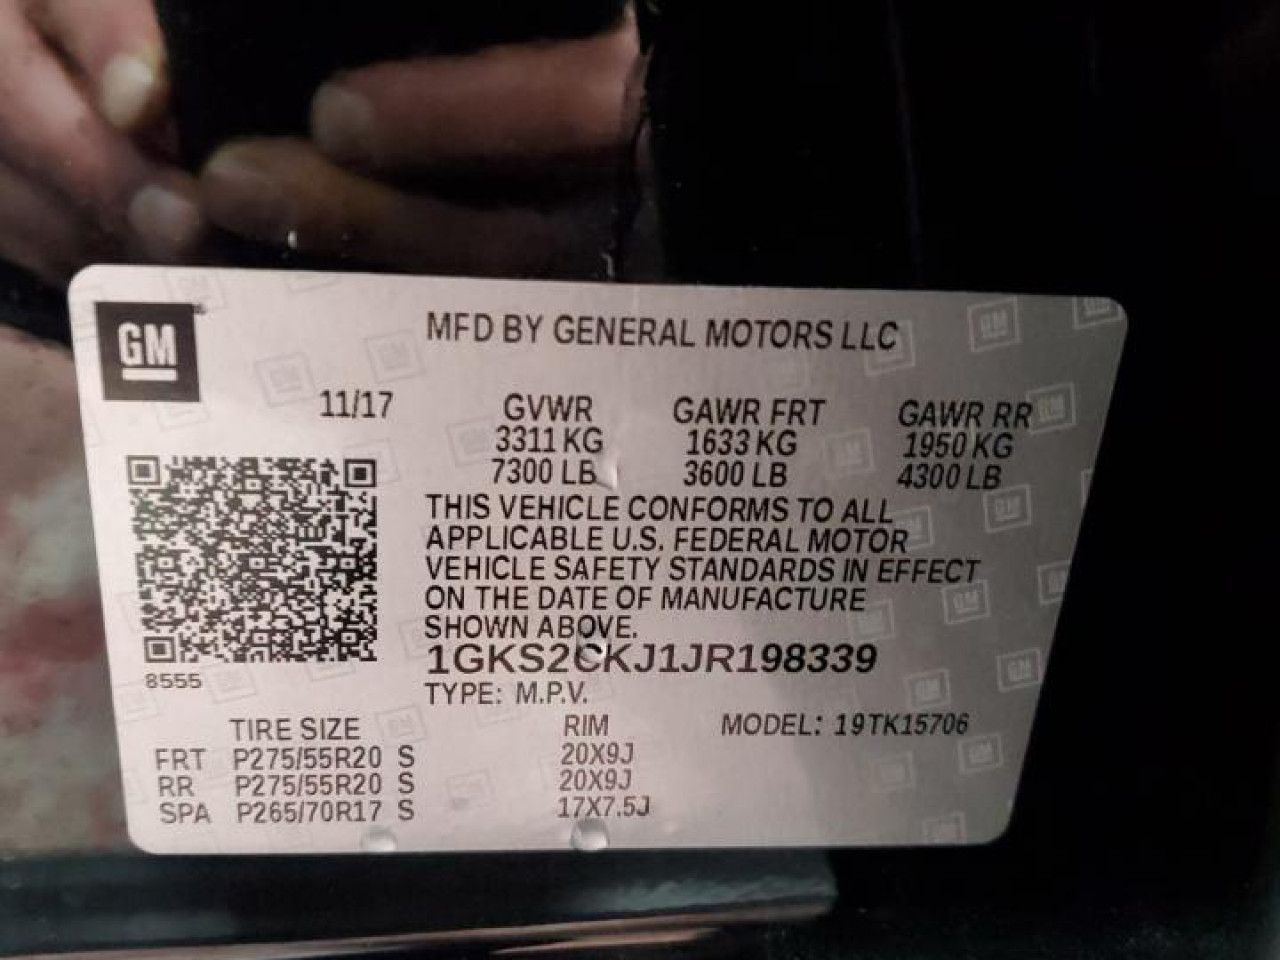 GM
MFD BY GENERAL MOTORS LLC
11/17 GVWR GAWR FRT GAWR RR
3311 KG 1633 KG 1950 KG
7300 LB 3600 LB 4300 LB
THIS VEHICLE CONFORMS TO ALL
APPLICABLE U.S. FEDERAL MOTOR
VEHICLE SAFETY STANDARDS IN EFFECT
ON THE DATE OF MANUFACTURE
SHOWN ABOVE.
1GKS2CKJ1JR198339
8555
TYPE: M.P.V.
TIRE SIZE RIM MODEL: 19TK15706
FRT P275/55R20 S 20X9J
RR P275/55R20 S 20X9J
SPA P265/70R17 S 17X7.5J